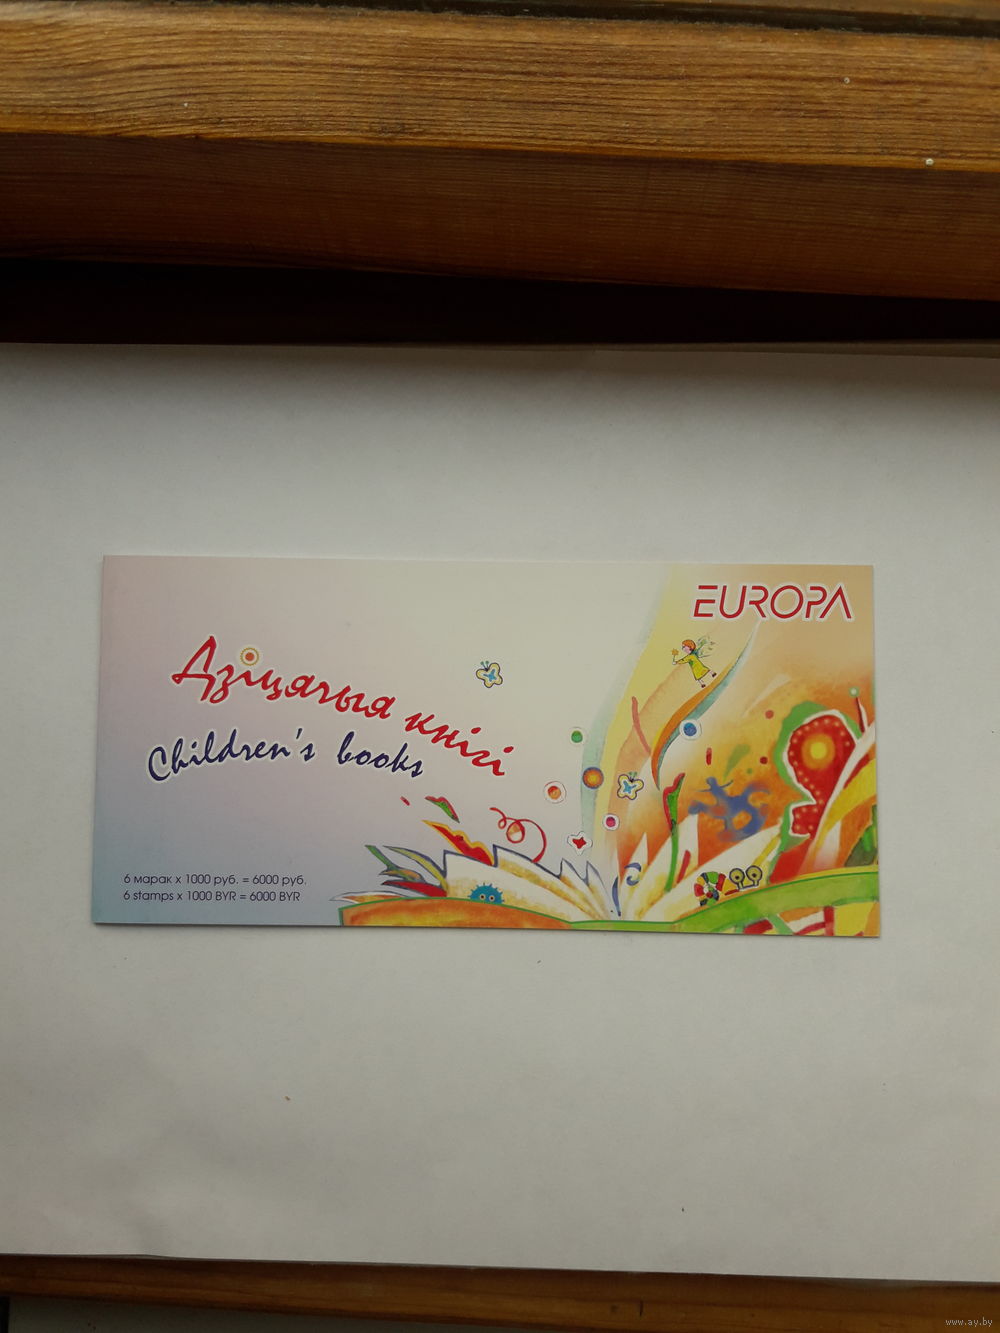 EUROPA
Дзіцячыя кнігі
Children's books
6 марак x 1000 руб. = 6000 руб.
6 stamps x 1000 BYR = 6000 BYR
www.ay.by